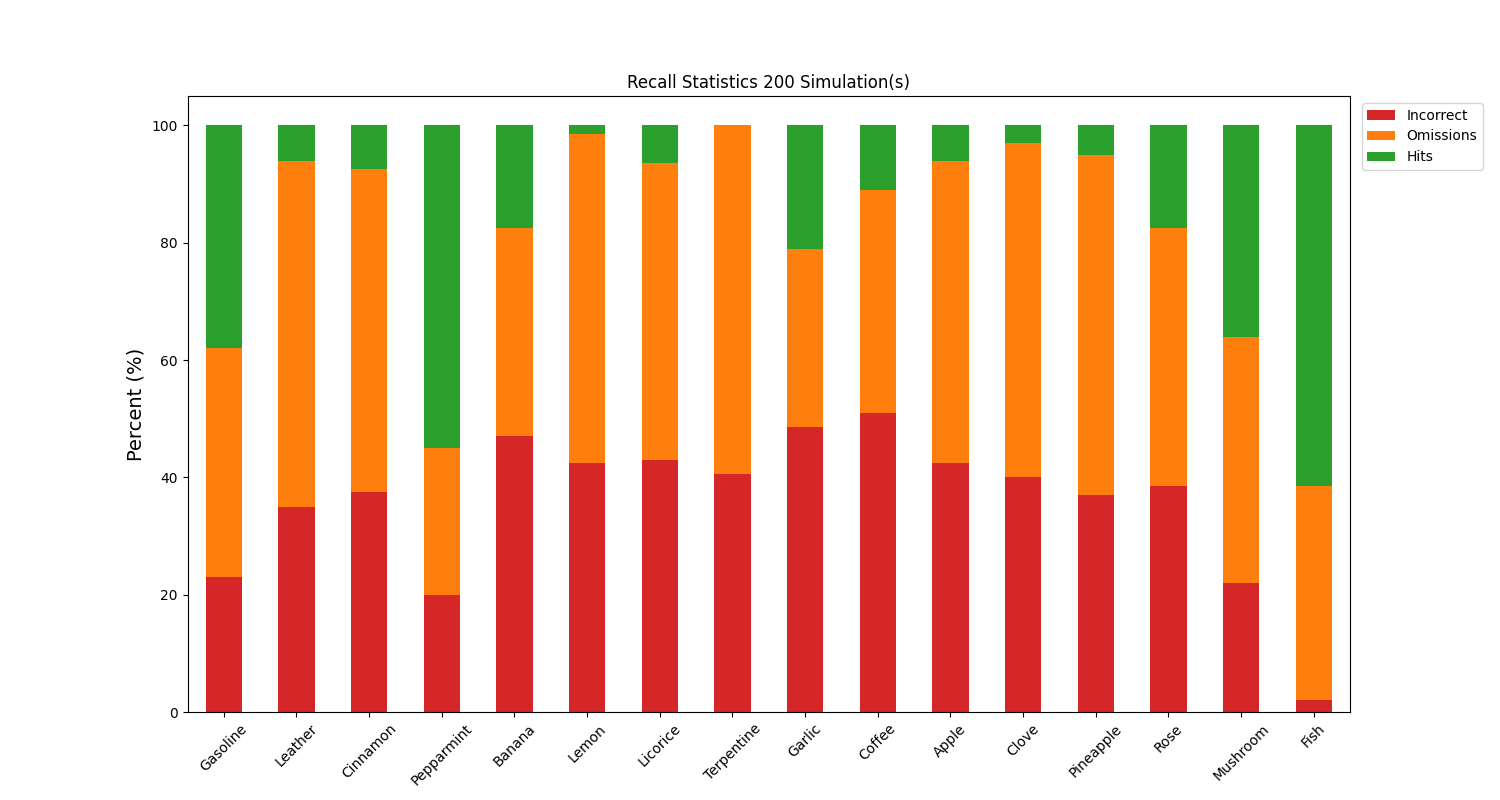 Recall Statistics 200 Simulation(s)
Incorrect
Omissions
Hits
Percent (%)
100
80
60
40
20
0
Gasoline
Leather
Cinnamon
Pepparmint
Banana
Lemon
Licorice
Terpentine
Garlic
Coffee
Apple
Clove
Pineapple
Rose
Mushroom
Fish